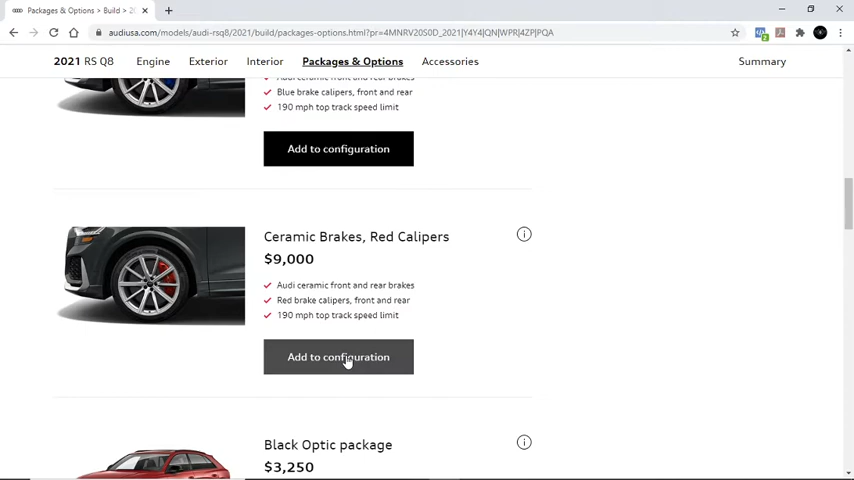 Packages & Options > Build > 20
audiusa.com/models/audi-rsq8/2021/build/packages-options.html?pr=4MNRV20S0D_2021|Y4Y4|QN|WPR|4ZP|PQA
2
2021 RS Q8 Engine Exterior Interior Packages & Options Accessories Summary
Audi ceramic front and rear brakes
Blue brake calipers, front and rear
190 mph top track speed limit
Add to configuration
Ceramic Brakes, Red Calipers
$9,000
Audi ceramic front and rear brakes
Red brake calipers, front and rear
190 mph top track speed limit
Add to configuration
Black Optic package
$3,250